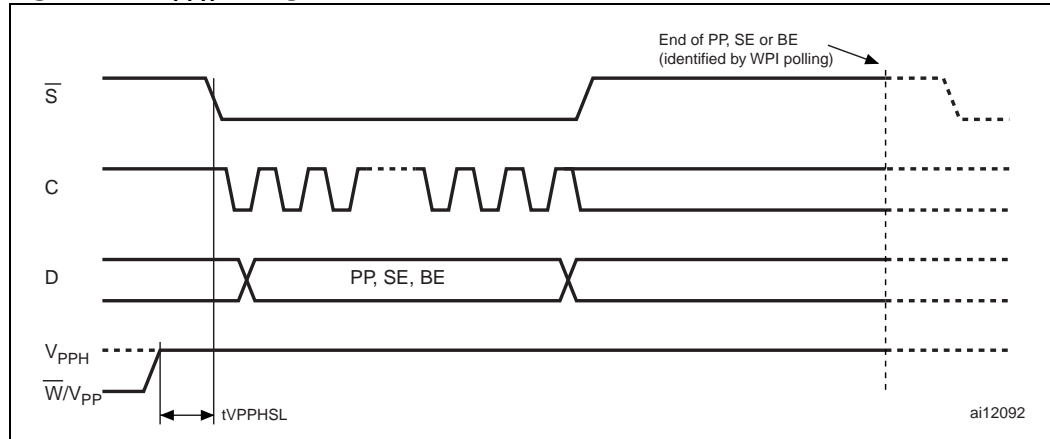 End of PP, SE or BE
(identified by WPI polling)
S
C
D
PP, SE, BE
VPPH
W/VPP
tVPPHSL
ai12092